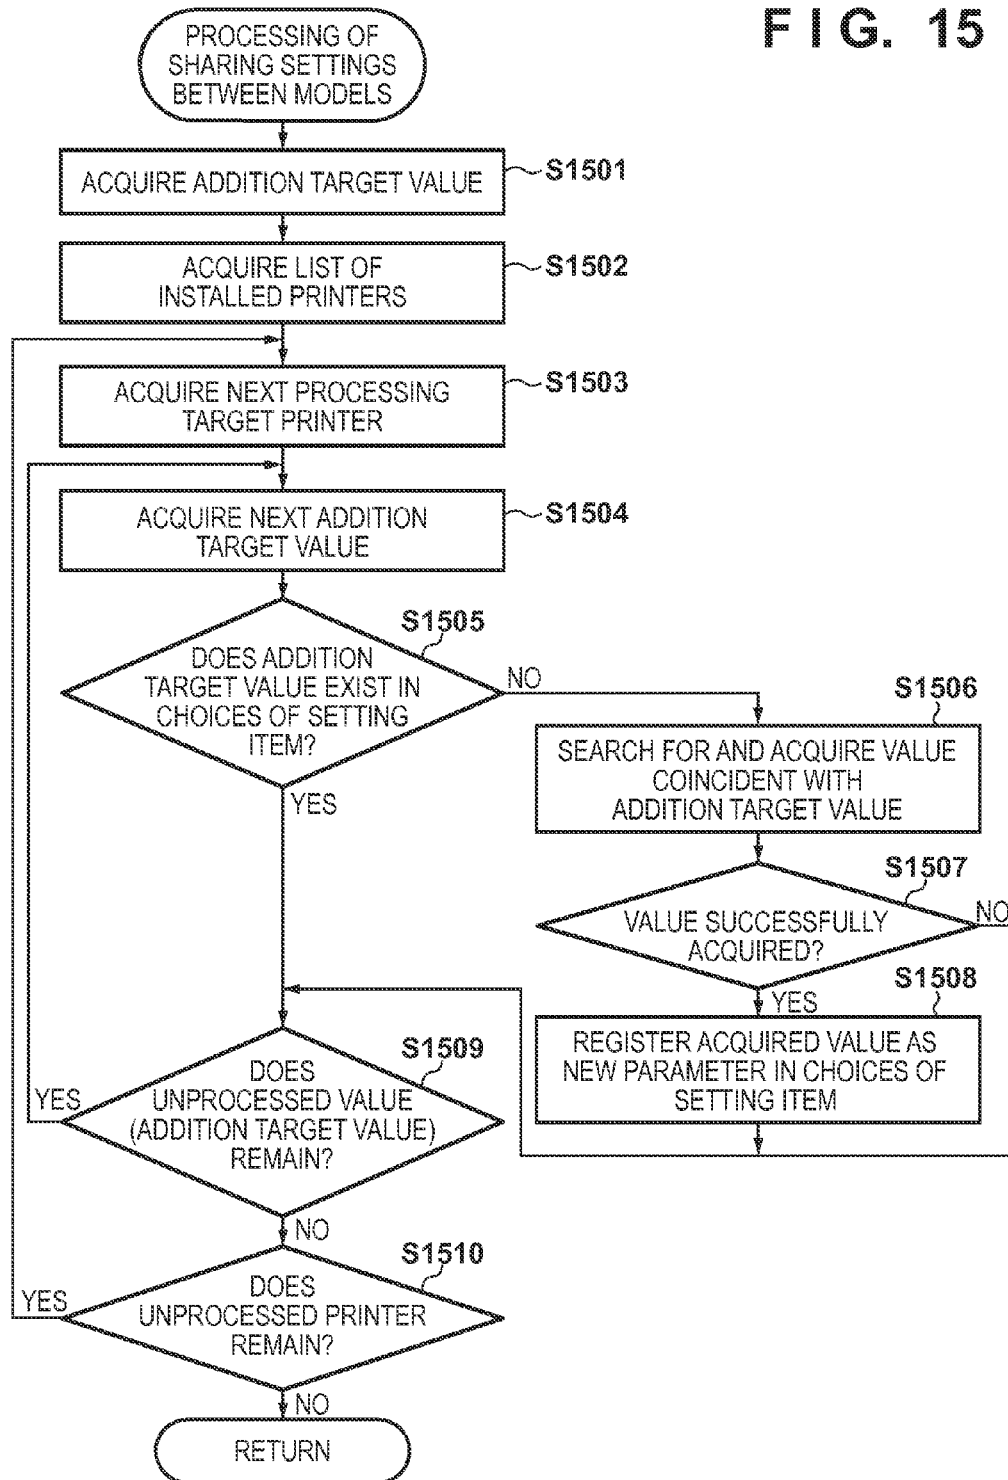 FIG. 15
PROCESSING OF
SHARING SETTINGS
BETWEEN MODELS
ACQUIRE ADDITION TARGET VALUE
S1501
ACQUIRE LIST OF
INSTALLED PRINTERS
S1502
ACQUIRE NEXT PROCESSING
TARGET PRINTER
S1503
ACQUIRE NEXT ADDITION
TARGET VALUE
S1504
S1505
DOES ADDITION
TARGET VALUE EXIST IN
CHOICES OF SETTING
ITEM?
NO
YES
S1506
SEARCH FOR AND ACQUIRE VALUE
COINCIDENT WITH
ADDITION TARGET VALUE
S1507
VALUE SUCCESSFULLY
ACQUIRED?
NO
YES
S1508
REGISTER ACQUIRED VALUE AS
NEW PARAMETER IN CHOICES OF
SETTING ITEM
S1509
DOES
UNPROCESSED VALUE
(ADDITION TARGET VALUE)
REMAIN?
YES
NO
S1510
DOES
UNPROCESSED PRINTER
REMAIN?
YES
NO
RETURN